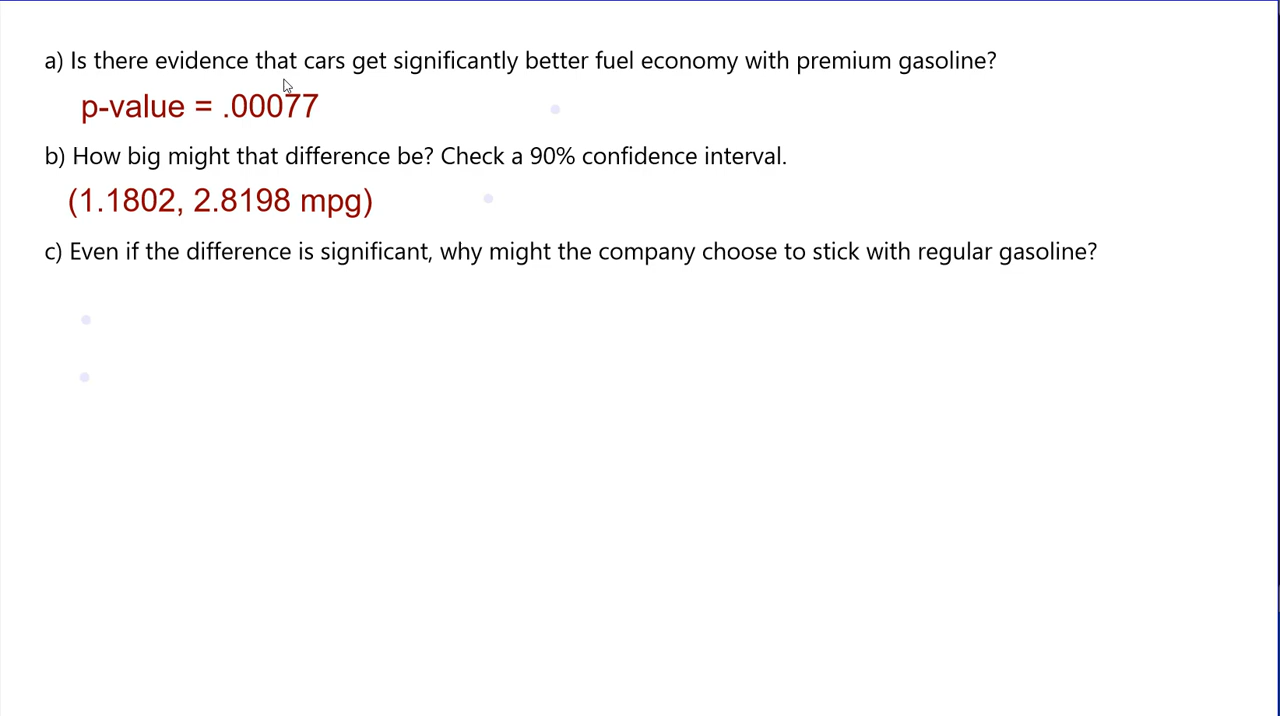 a) Is there evidence that cars get significantly better fuel economy with premium gasoline?
p-value = .00077
b) How big might that difference be? Check a 90% confidence interval.
(1.1802, 2.8198 mpg)
c) Even if the difference is significant, why might the company choose to stick with regular gasoline?